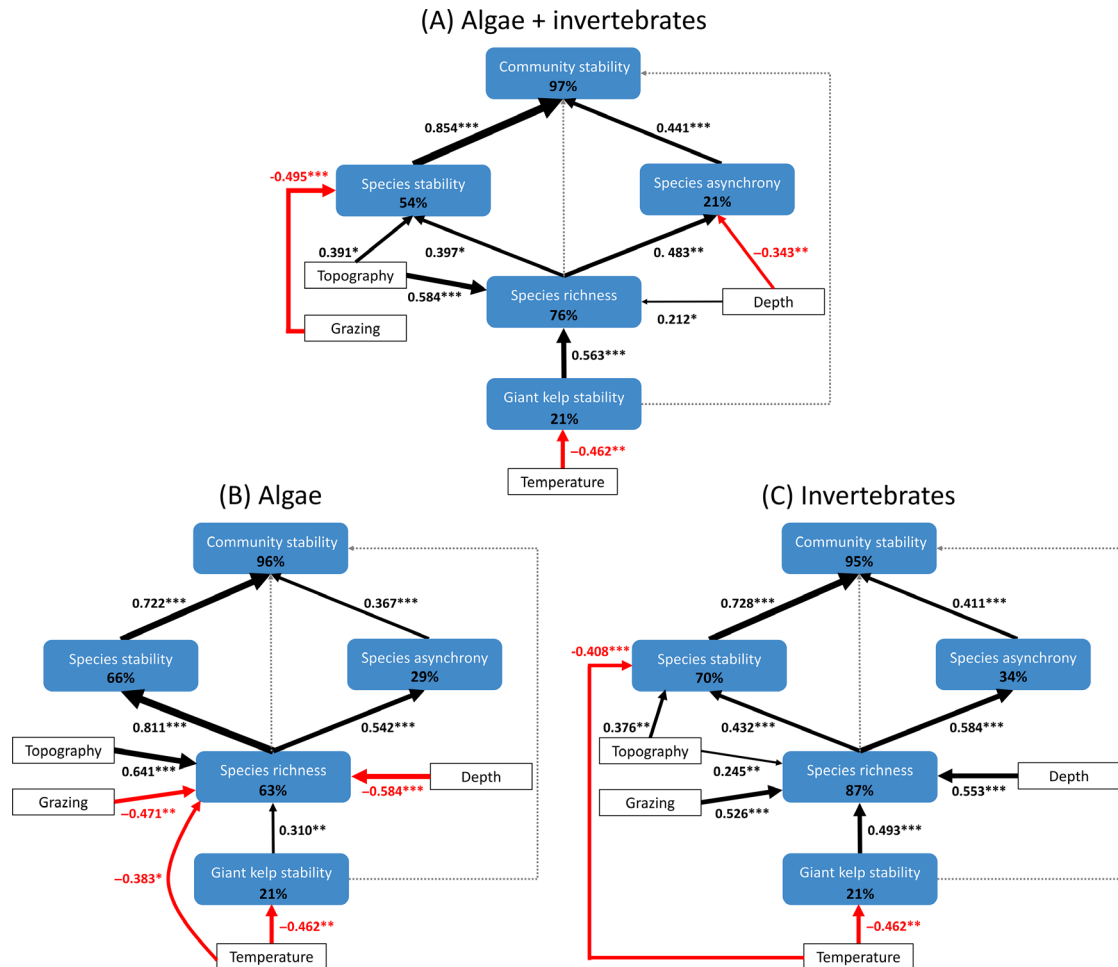 (A) Algae + invertebrates
Community stability
97%
0.854***
0.441***
-0.495***
Species stability
54%
Species asynchrony
21%
0.391*
0.397*
0. 483**
−0.343**
Topography
0.584***
Species richness
76%
Depth
0.212*
Grazing
0.563***
Giant kelp stability
21%
−0.462**
Temperature
(B) Algae
Community stability
96%
0.722***
0.367***
Species stability
66%
Species asynchrony
29%
0.811***
0.542***
Topography
0.641***
Species richness
63%
Depth
−0.584***
Grazing
−0.471**
0.310**
−0.383*
Giant kelp stability
21%
−0.462**
Temperature
(C) Invertebrates
Community stability
95%
0.728***
0.411***
-0.408***
Species stability
70%
Species asynchrony
34%
0.376**
0.432***
0.584***
Topography
0.245**
Species richness
87%
Depth
0.553***
Grazing
0.526***
0.493***
Giant kelp stability
21%
−0.462**
Temperature